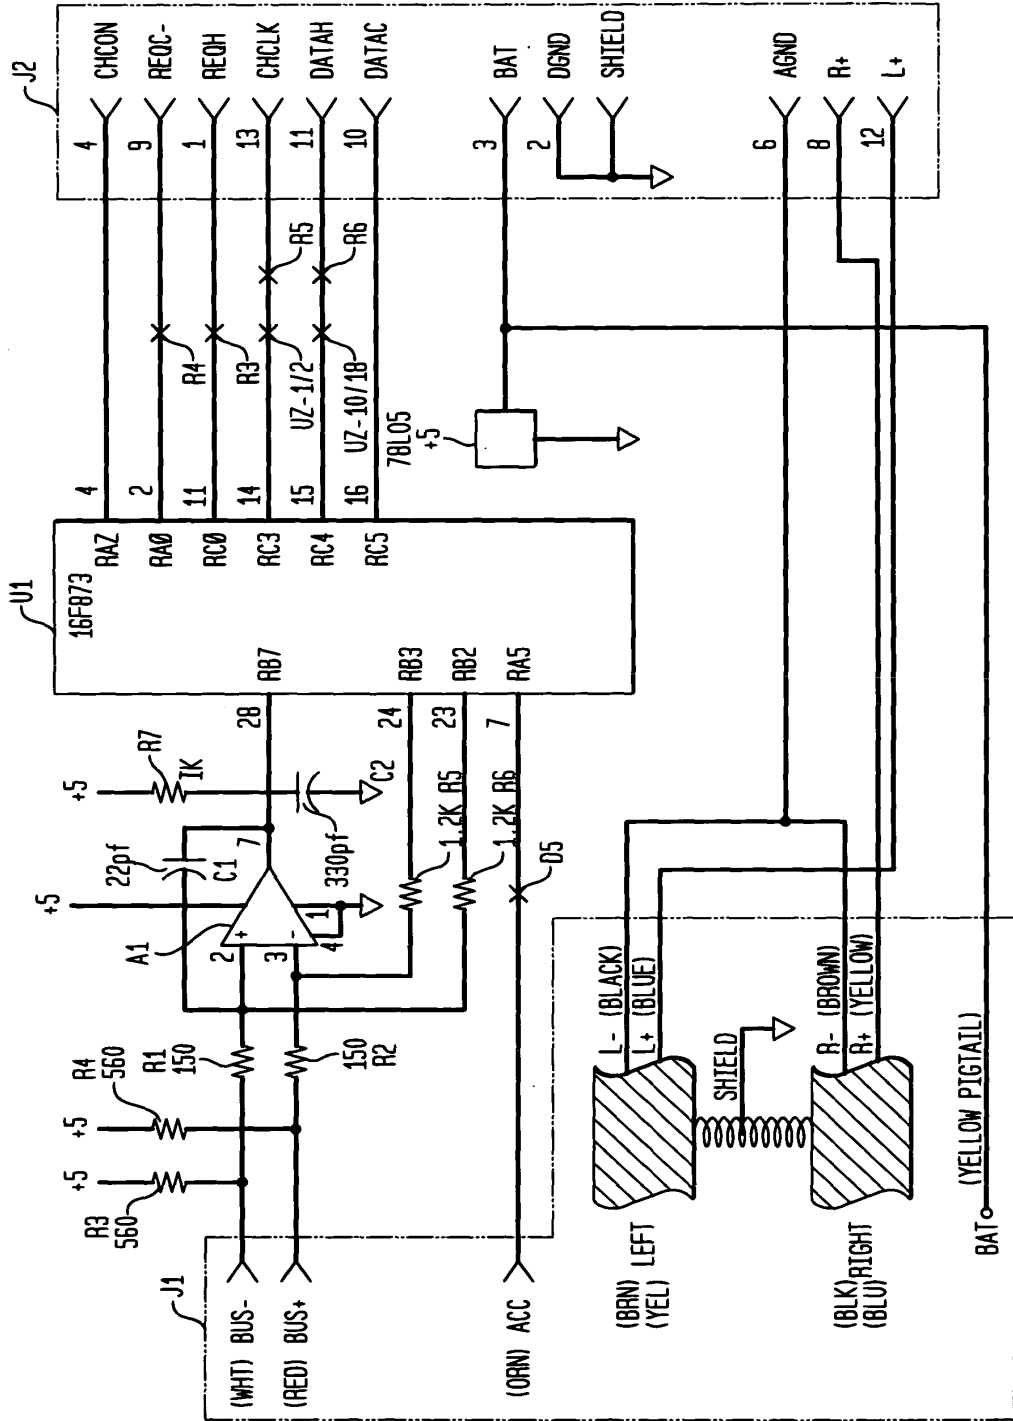 J1
(WHT) BUS-
(RED) BUS+
(ORN) ACC
R3
560
+5
R4
560
+5
R1
150
150
R2
A1
2
+
3
-
4
1
7
+5
22pf
C1
+5
R7
1K
330pf
C2
1.2K R5
1.2K R6
D5
28
24
23
7
U1
16F873
RB7
RB3
RB2
RA5
RAZ
RA0
RC0
RC3
RC4
RC5
4
2
11
14
15
16
R4
R3
UZ-1/2
UZ-10/18
R5
R6
78L05
+5
J2
4 CHCON
9 REQC-
1 REQH
13 CHCLK
11 DATAH
10 DATAC
3 BAT
2 DGND
SHIELD
6 AGND
8 R+
12 L+
(BRN) LEFT
(YEL)
L- (BLACK)
L+ (BLUE)
SHIELD
(BLK) RIGHT
(BLU)
R- (BROWN)
R+ (YELLOW)
BAT
(YELLOW PIGTAIL)